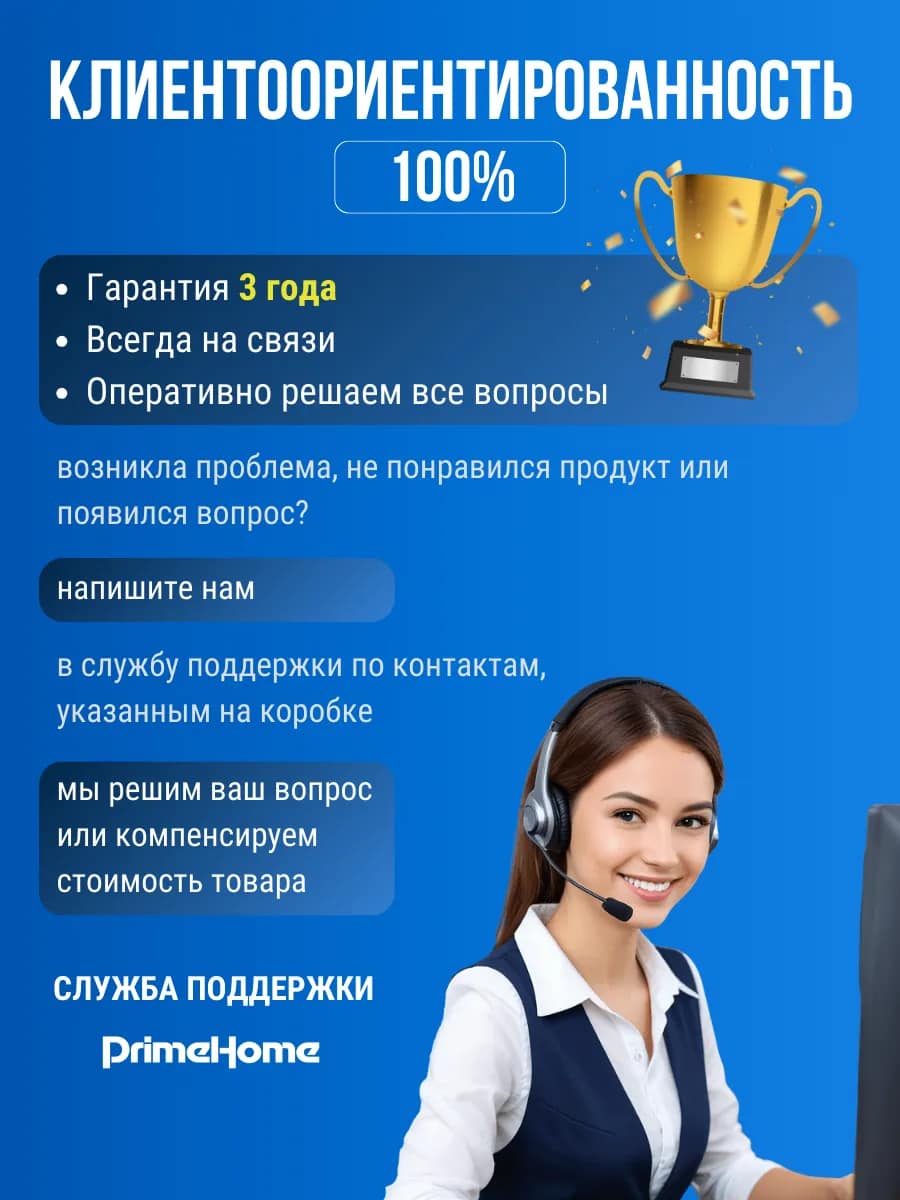 КЛИЕНТООРИЕНТИРОВАННОСТЬ
100%
• Гарантия 3 года
• Всегда на связи
• Оперативно решаем все вопросы
возникла проблема, не понравился продукт или
появился вопрос?
напишите нам
в службу поддержки по контактам,
указанным на коробке
мы решим ваш вопрос
или компенсируем
стоимость товара
СЛУЖБА ПОДДЕРЖКИ
PrimeHome